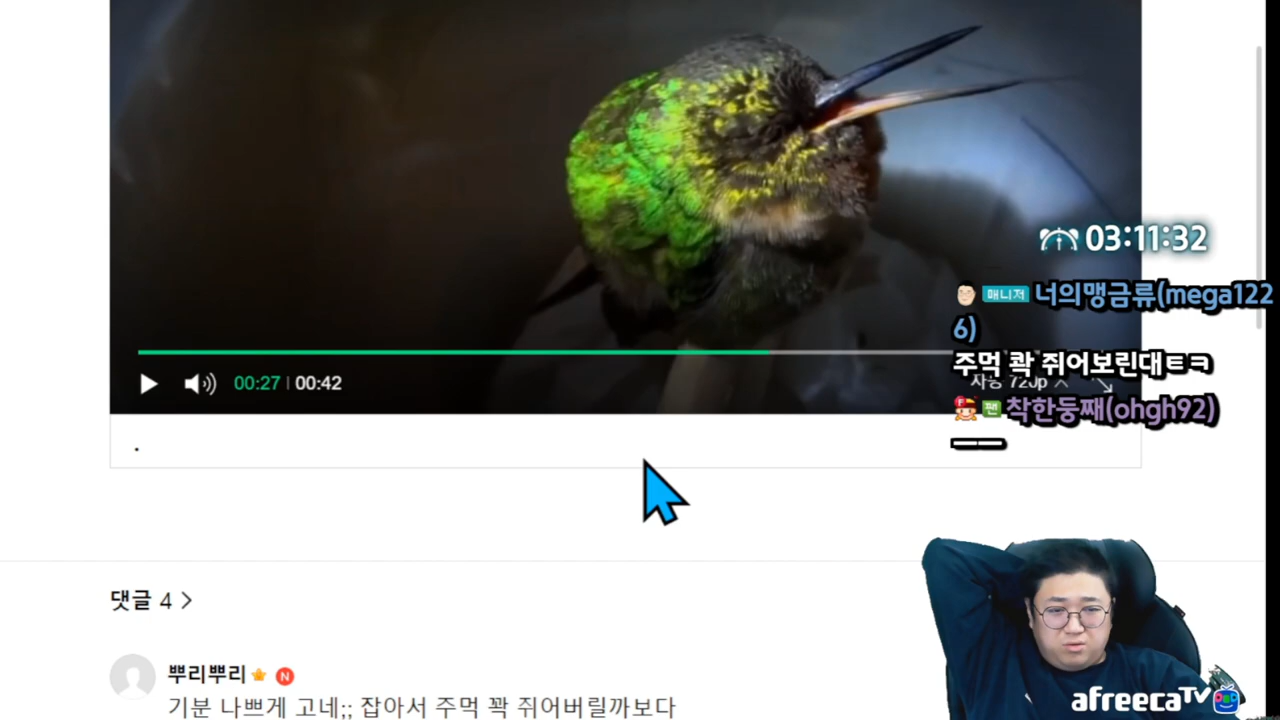 03:11:32
매니저 너의맹금류(mega122
6)
주먹 콱 쥐어보린대ㅌㅋ
00:27 | 00:42
720p
팬 착한둥째(ohgh92)
ㅡㅡ
.
댓글 4 >
뿌리뿌리 N
기분 나쁘게 고네;; 잡아서 주먹 꽉 쥐어버릴까보다
afreecaTV